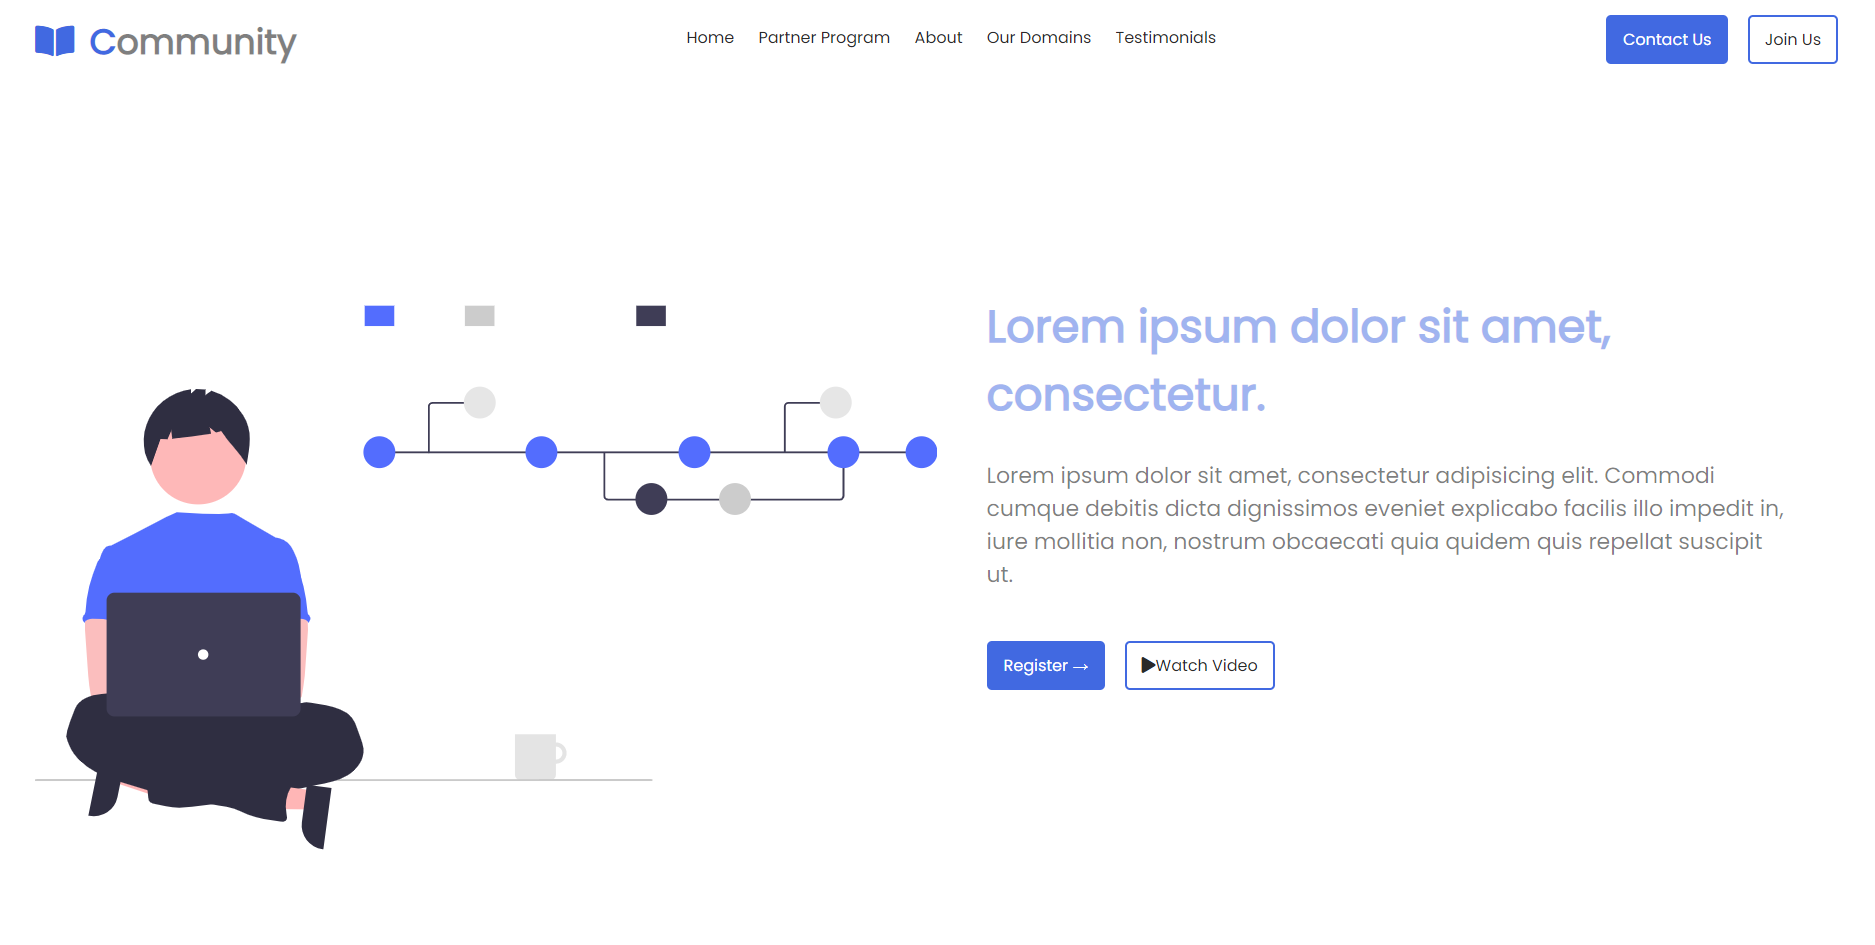 Community
Home Partner Program About Our Domains Testimonials
Contact Us
Join Us
Lorem ipsum dolor sit amet,
consectetur.
Lorem ipsum dolor sit amet, consectetur adipisicing elit. Commodi
cumque debitis dicta dignissimos eveniet explicabo facilis illo impedit in,
iure mollitia non, nostrum obcaecati quia quidem quis repellat suscipit
ut.
Register →
Watch Video